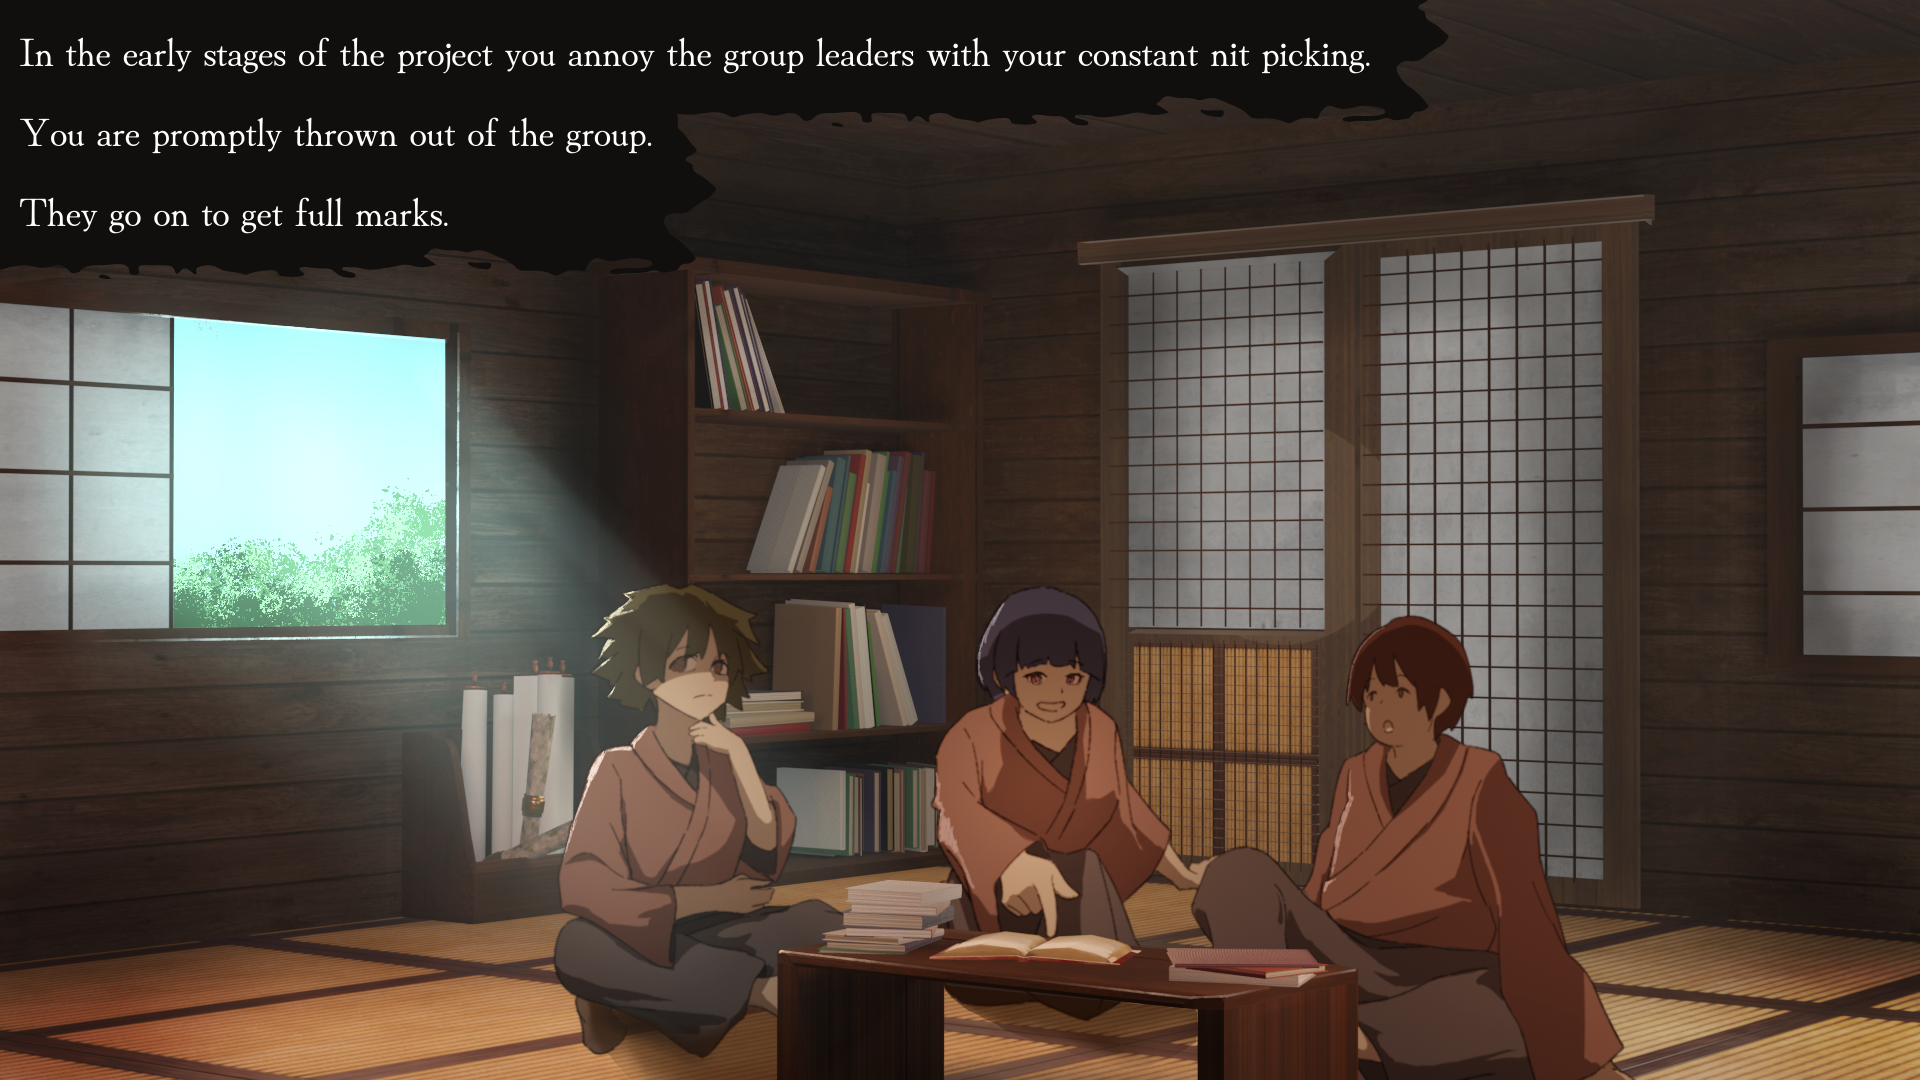 In the early stages of the project you annoy the group leaders with your constant nit picking.
You are promptly thrown out of the group.
They go on to get full marks.